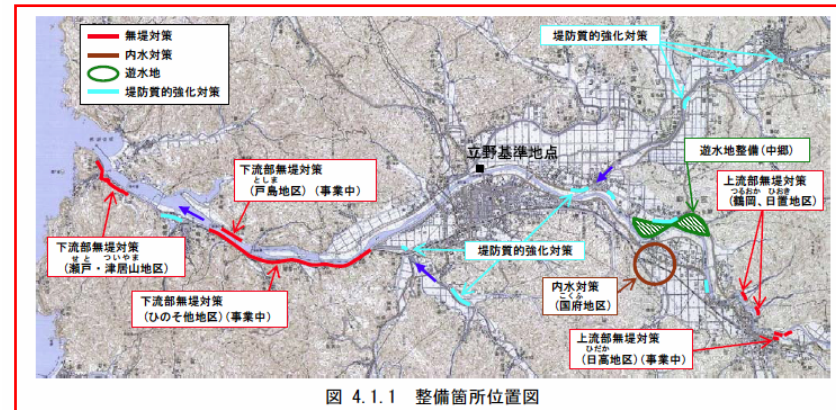 無堤対策
内水対策
遊水地
堤防質的強化対策
堤防質的強化対策
立野基準地点
遊水地整備(中郷)
下流部無堤対策
としま
(戸島地区)(事業中)
上流部無堤対策
つるおか ひおき
(鶴岡、日置地区)
下流部無堤対策
せと ついやま
(瀬戸・津居山地区)
堤防質的強化対策
内水対策
こくふ
(国府地区)
下流部無堤対策
(ひのそ他地区)(事業中)
上流部無堤対策
ひだか
(日高地区)(事業中)
図 4.1.1 整備箇所位置図